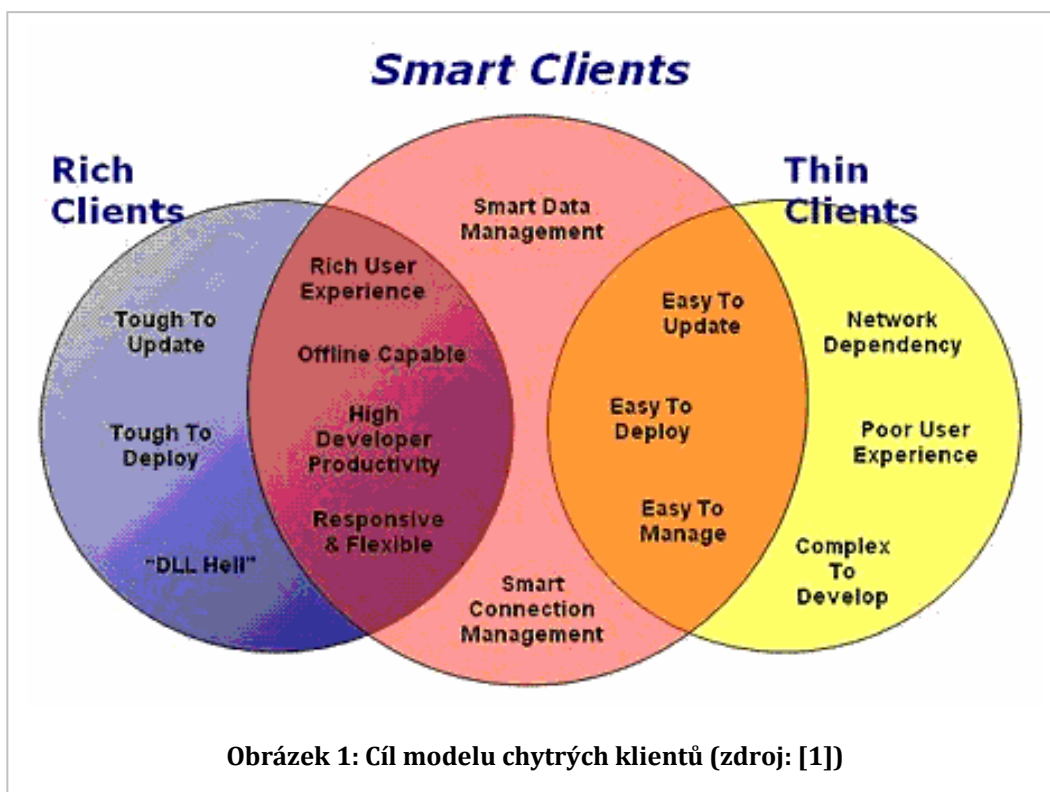 Smart Clients
Rich
Clients
Thin
Clients
Smart Data
Management
Rich User
Experience
Tough To
Update
Easy To
Update
Network
Dependency
Offline Capable
High
Developer
Productivity
Tough To
Deploy
Easy To
Deploy
Poor User
Experience
Responsive
& Flexible
Easy To
Manage
"DLL Hell"
Complex
To
Develop
Smart
Connection
Management
Obrázek 1: Cíl modelu chytrých klientů (zdroj: [1])